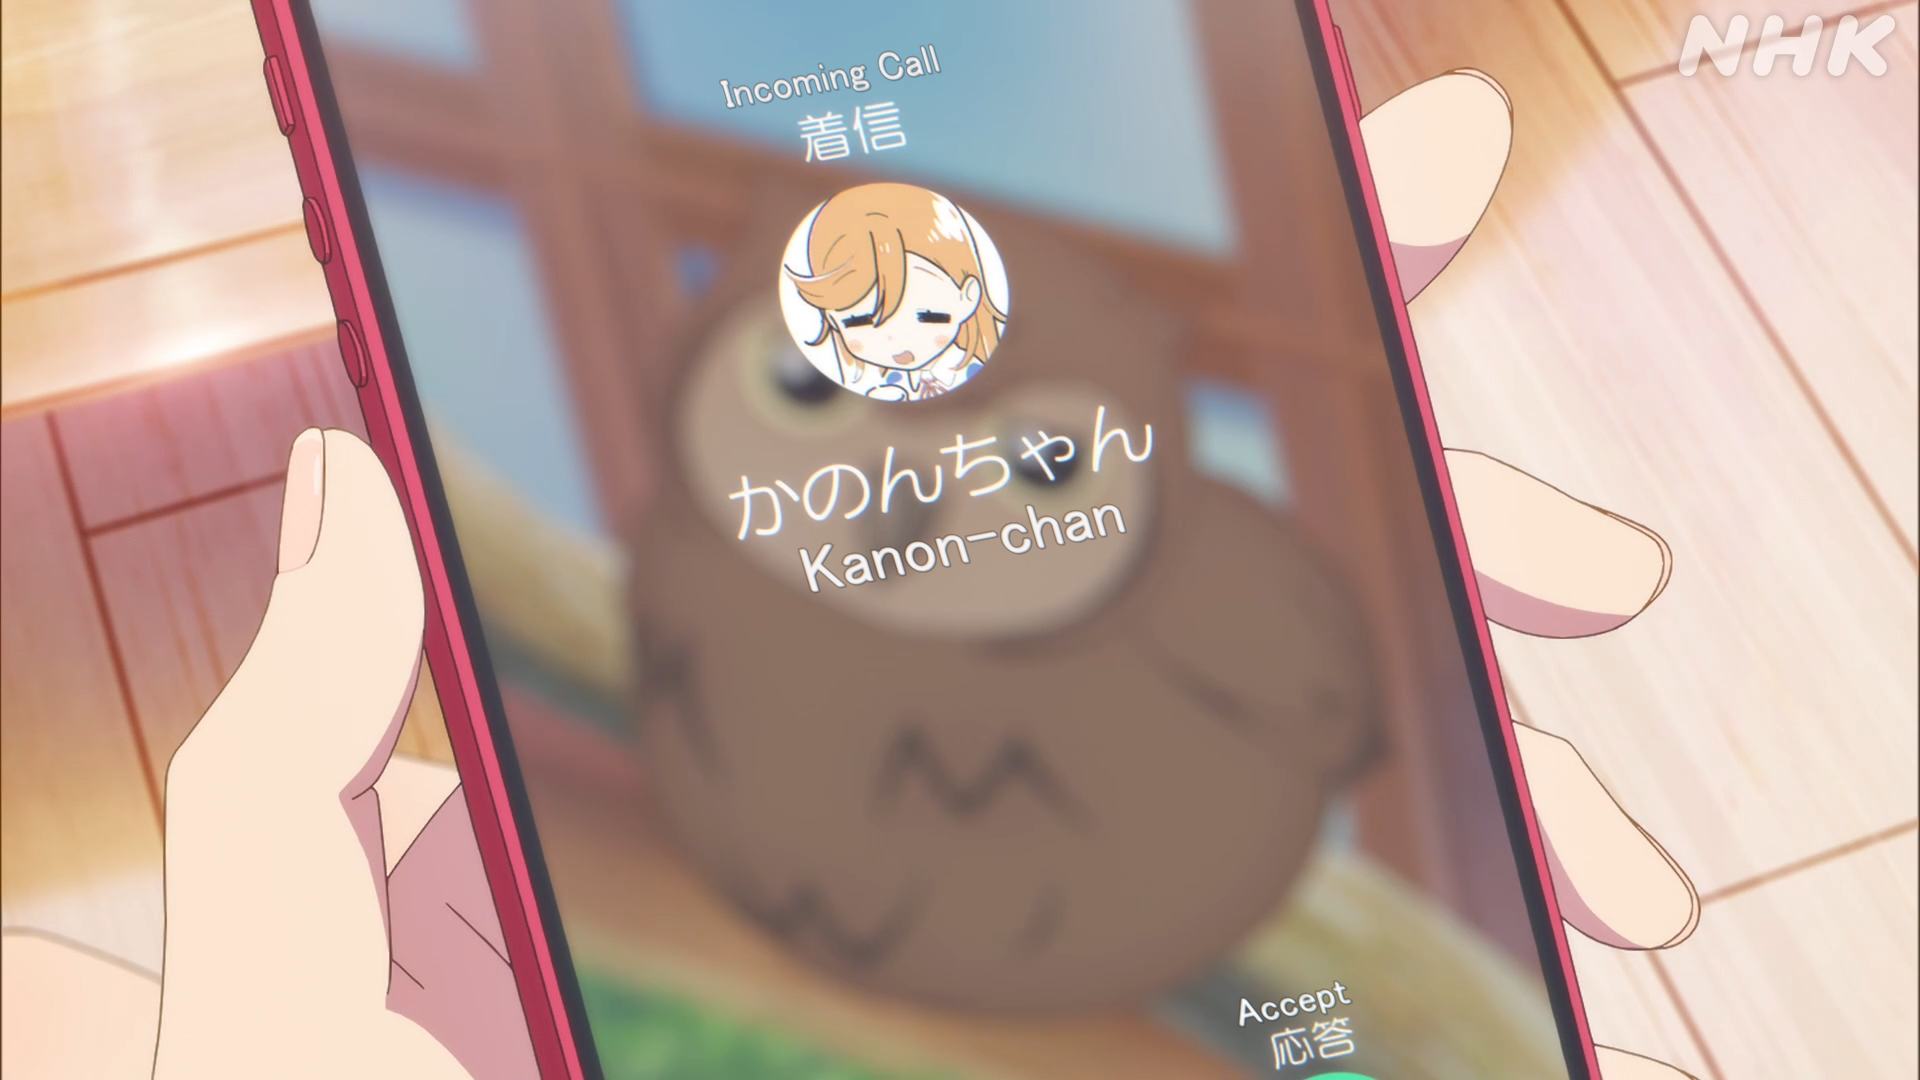 NHK
Incoming Call
着信
かのんちゃん
Kanon-chan
Accept
応答